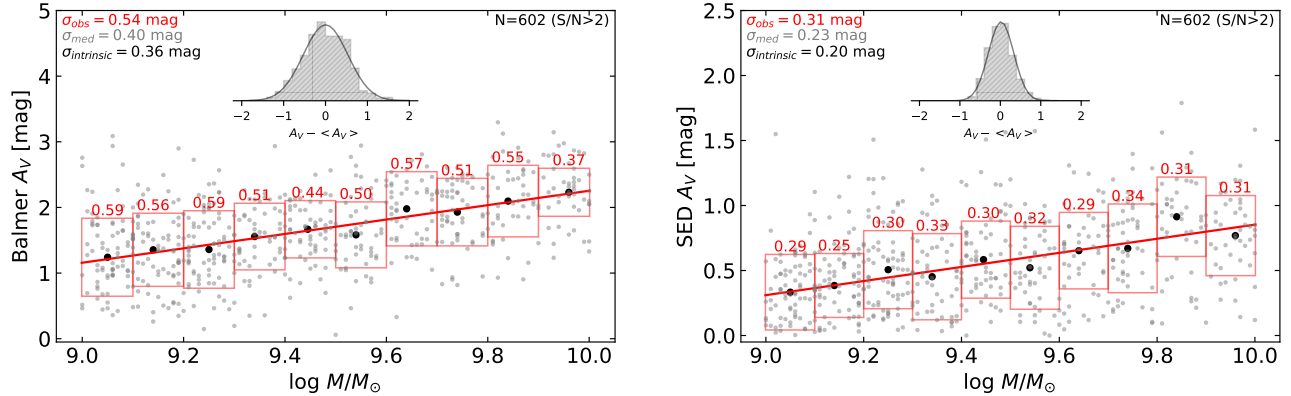 σobs = 0.54 mag
σmed = 0.40 mag
σintrinsic = 0.36 mag
N=602 (S/N>2)
−2 −1 0 1 2
AV − <AV>
0.59 0.56 0.59 0.51 0.44 0.50 0.57 0.51 0.55 0.37
5
4
3
2
1
0
Balmer AV [mag]
9.0 9.2 9.4 9.6 9.8 10.0
log M/M⊙
σobs = 0.31 mag
σmed = 0.23 mag
σintrinsic = 0.20 mag
N=602 (S/N>2)
−2 −1 0 1 2
AV − <AV>
0.29 0.25 0.30 0.33 0.30 0.32 0.29 0.34 0.31 0.31
2.5
2.0
1.5
1.0
0.5
0.0
SED AV [mag]
9.0 9.2 9.4 9.6 9.8 10.0
log M/M⊙